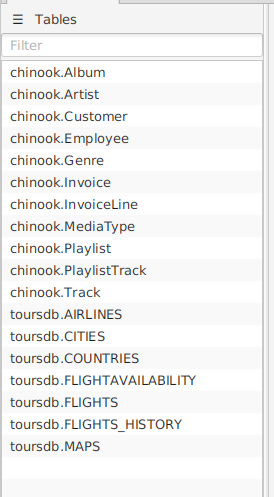 ☰ Tables
Filter
chinook.Album
chinook.Artist
chinook.Customer
chinook.Employee
chinook.Genre
chinook.Invoice
chinook.InvoiceLine
chinook.MediaType
chinook.Playlist
chinook.PlaylistTrack
chinook.Track
toursdb.AIRLINES
toursdb.CITIES
toursdb.COUNTRIES
toursdb.FLIGHTAVAILABILITY
toursdb.FLIGHTS
toursdb.FLIGHTS_HISTORY
toursdb.MAPS